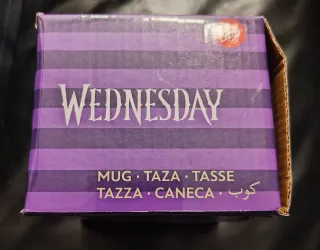 WEDNESDAY
MUG · TAZA · TASSE
TAZZA · CANECA · كوب